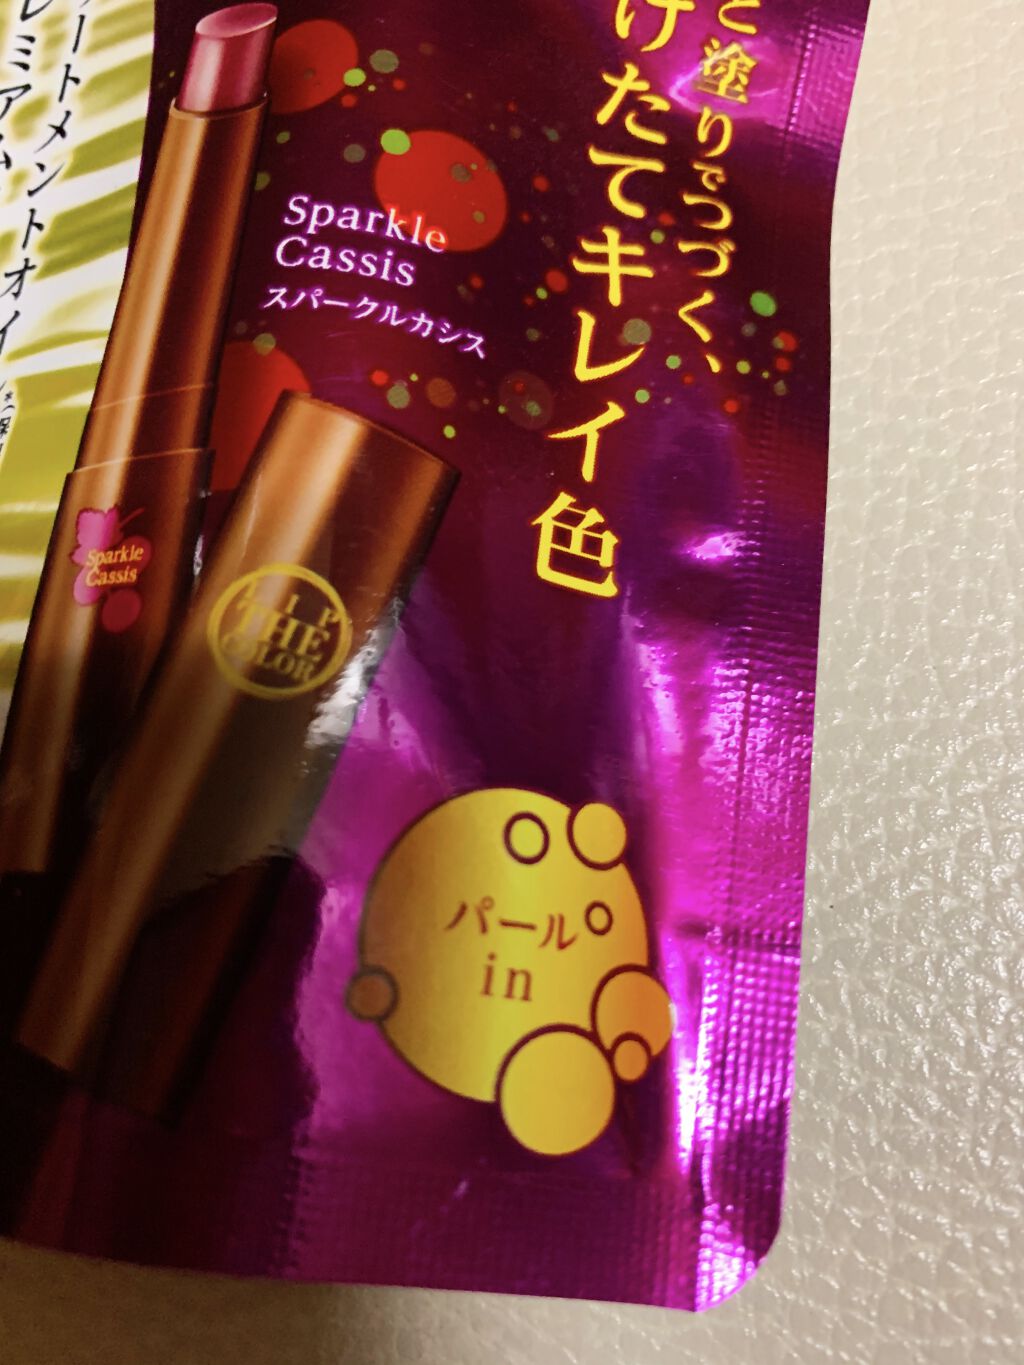 と塗りでつづく、
けたてキレイ色
Sparkle
Cassis
スパークルカシス
Sparkle
Cassis
LIP
THE
COLOR
パール
in
ートメントオイル
レミアム